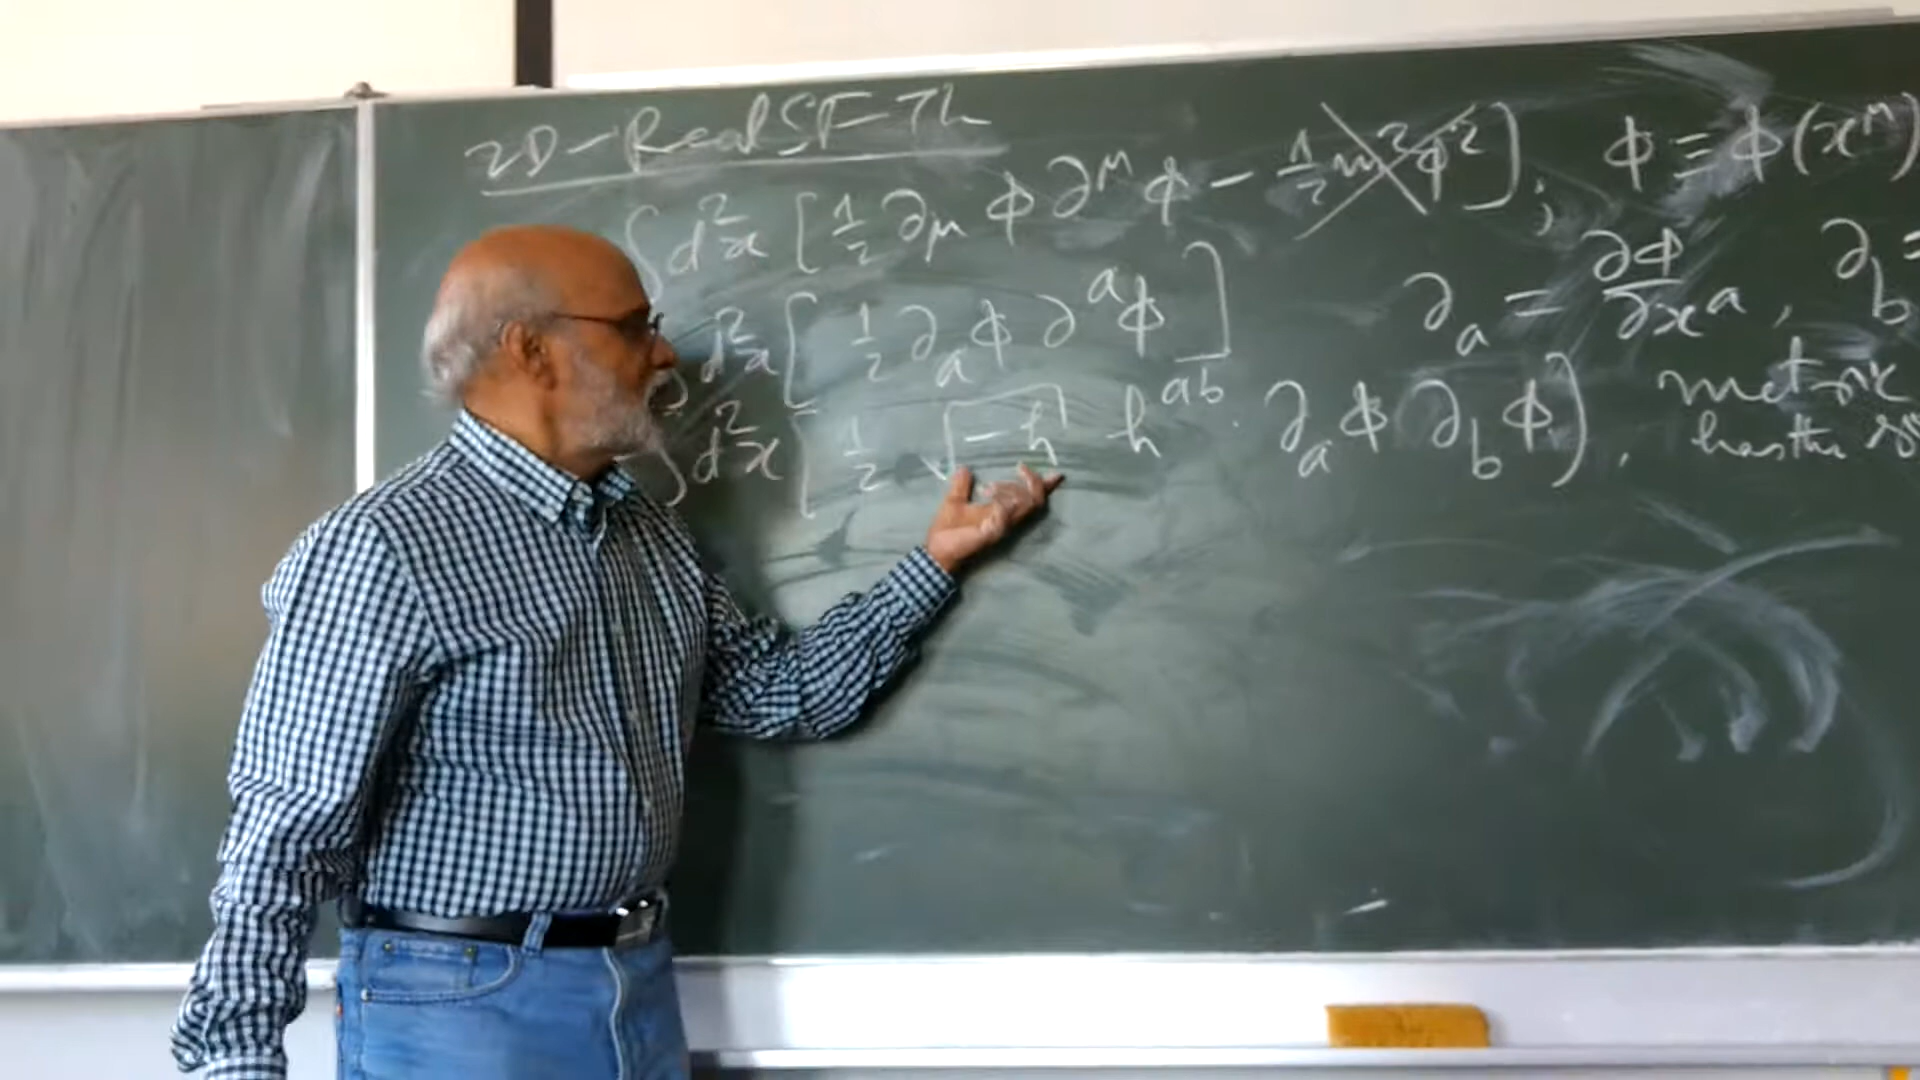 2D-Real SF-Th
∫d²x [½ ∂_μ ϕ ∂^μ ϕ - ½ m²ϕ²]; ϕ ≡ ϕ(x^μ)
d²x [½ ∂_a ϕ ∂^a ϕ] ∂_a = ∂ϕ/∂x^a, ∂_b =
∫d²x [½ √-h h^{ab} · ∂_a ϕ ∂_b ϕ], metric
has the